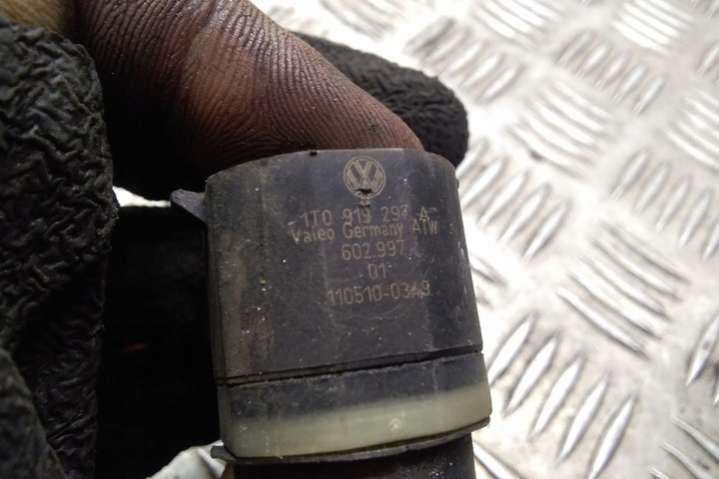 1T0 919 297 A
Valeo Germany ATW
602.997
01
110510-0349